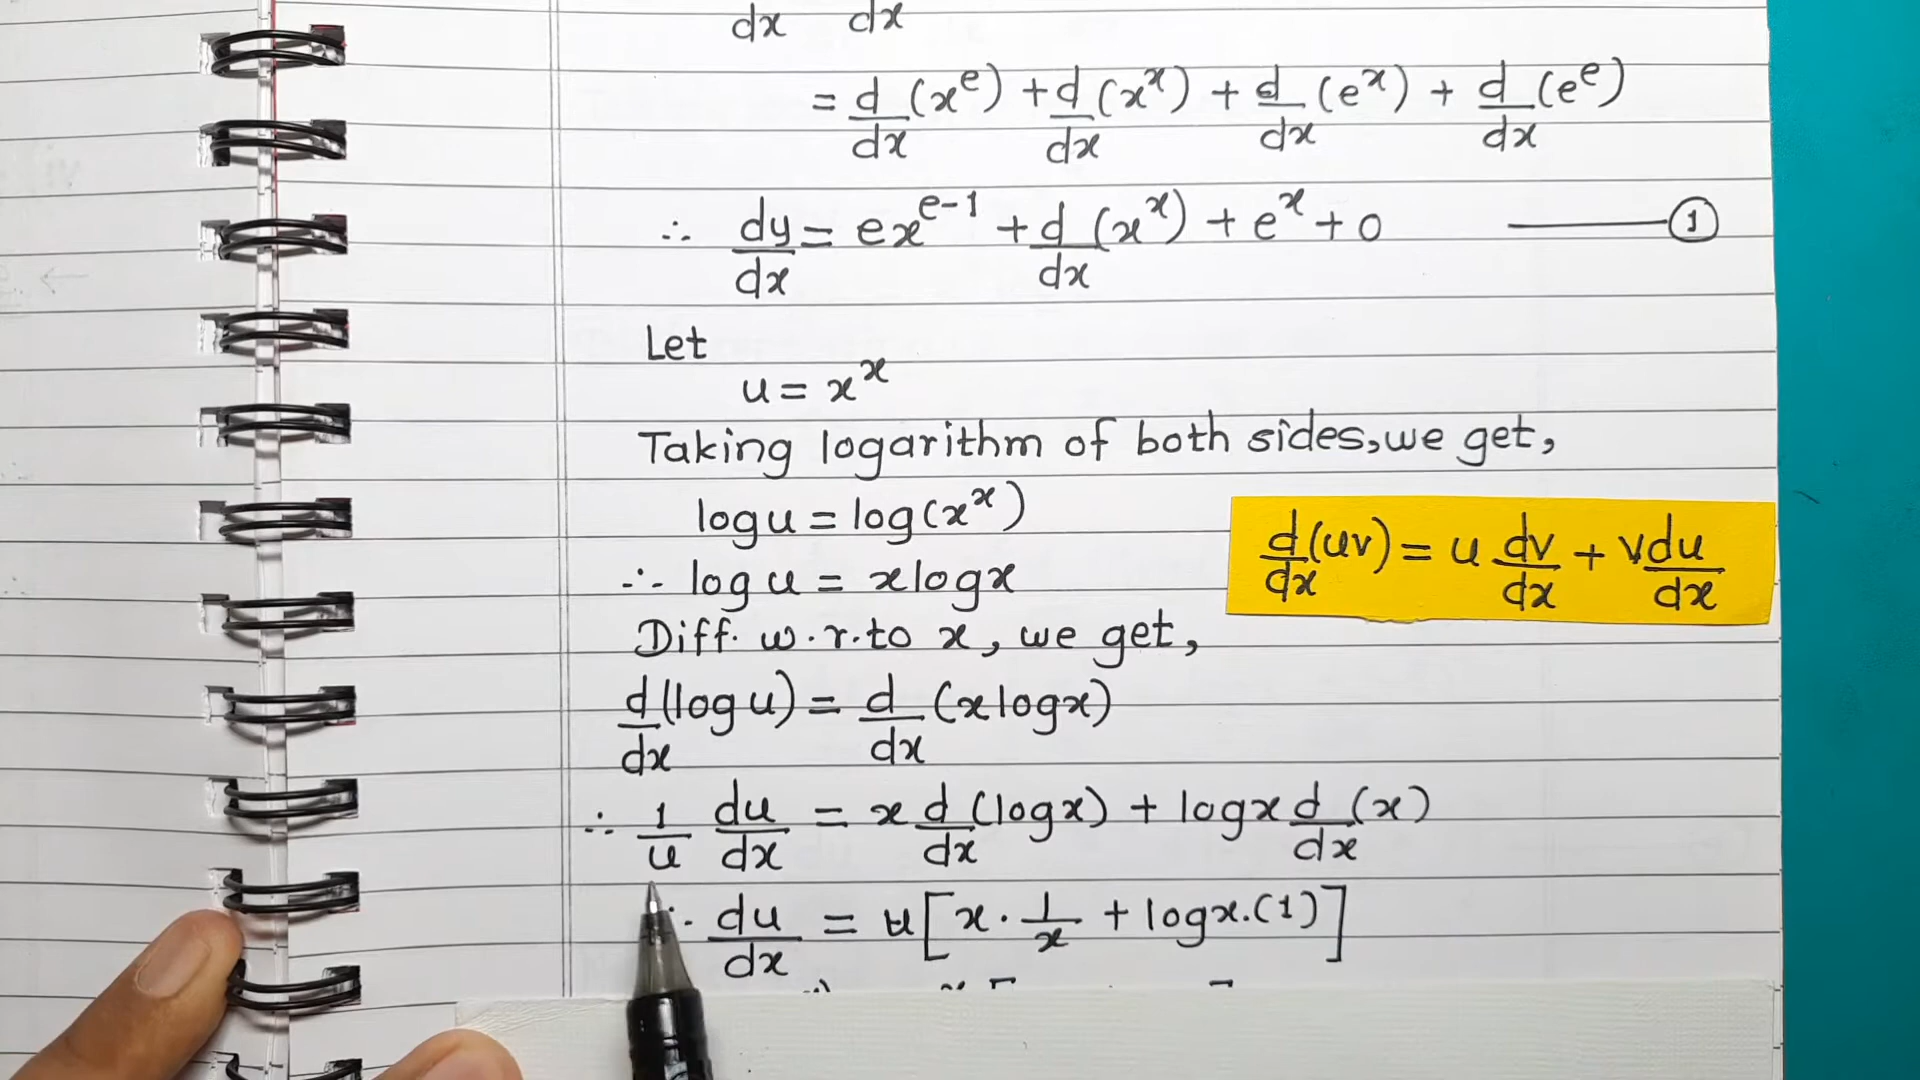 dx dx
= d/dx (x^e) + d/dx (x^x) + d/dx (e^x) + d/dx (e^e)
∴ dy/dx = ex^(e-1) + d/dx (x^x) + e^x + 0 ——— ①
Let
u = x^x
Taking logarithm of both sides, we get,
log u = log(x^x)
∴ log u = x log x
d/dx (uv) = u dv/dx + v du/dx
Diff. w.r.to x, we get,
d/dx (log u) = d/dx (x log x)
∴ 1/u du/dx = x d/dx (log x) + log x d/dx (x)
∴ du/dx = u[x · 1/x + log x.(1)]